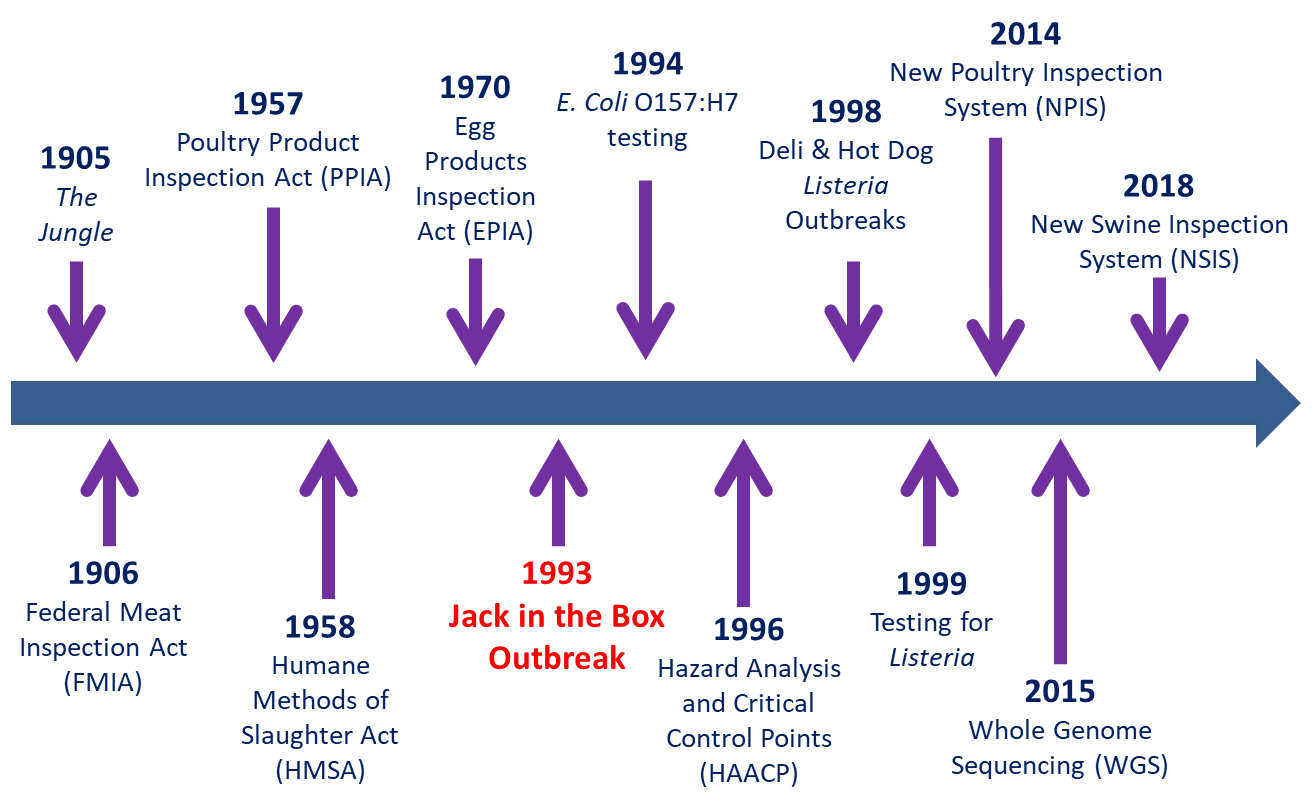 1905
The
Jungle
1957
Poultry Product
Inspection Act (PPIA)
1970
Egg
Products
Inspection
Act (EPIA)
1994
E. Coli O157:H7
testing
1998
Deli & Hot Dog
Listeria
Outbreaks
2014
New Poultry Inspection
System (NPIS)
2018
New Swine Inspection
System (NSIS)
1906
Federal Meat
Inspection Act
(FMIA)
1958
Humane
Methods of
Slaughter Act
(HMSA)
1993
Jack in the Box
Outbreak
1996
Hazard Analysis
and Critical
Control Points
(HAACP)
1999
Testing for
Listeria
2015
Whole Genome
Sequencing (WGS)